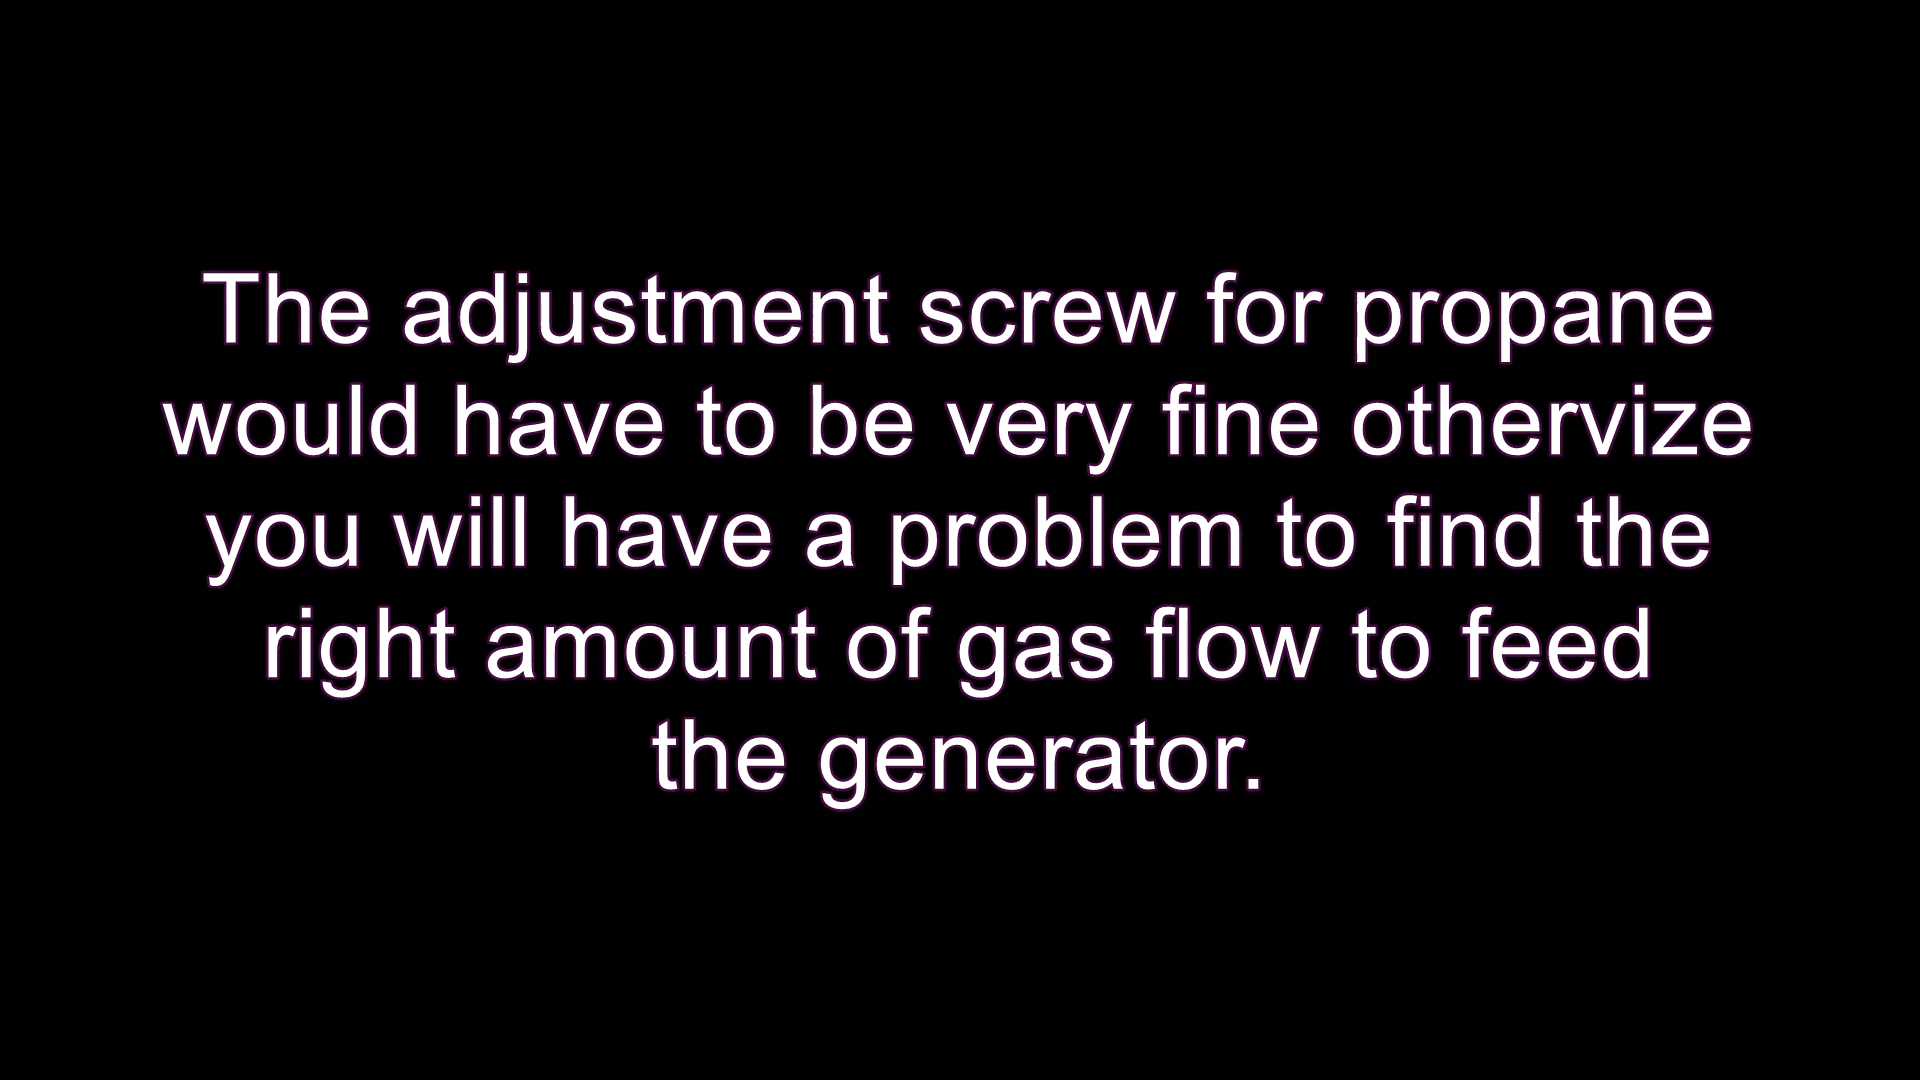 The adjustment screw for propane
would have to be very fine othervize
you will have a problem to find the
right amount of gas flow to feed
the generator.